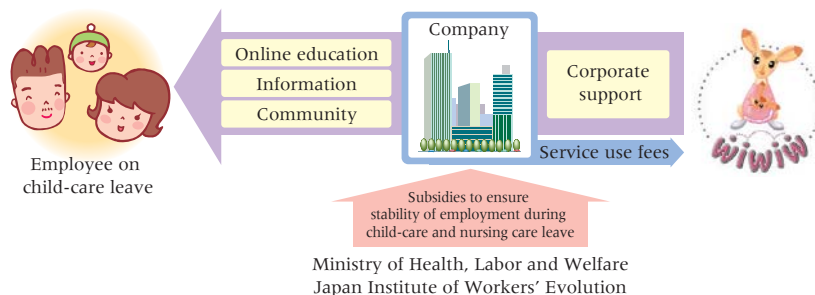 Company
Online education
Information
Community
Corporate
support
Employee on
child-care leave
Service use fees
wiwiw
Subsidies to ensure
stability of employment during
child-care and nursing care leave
Ministry of Health, Labor and Welfare
Japan Institute of Workers’ Evolution